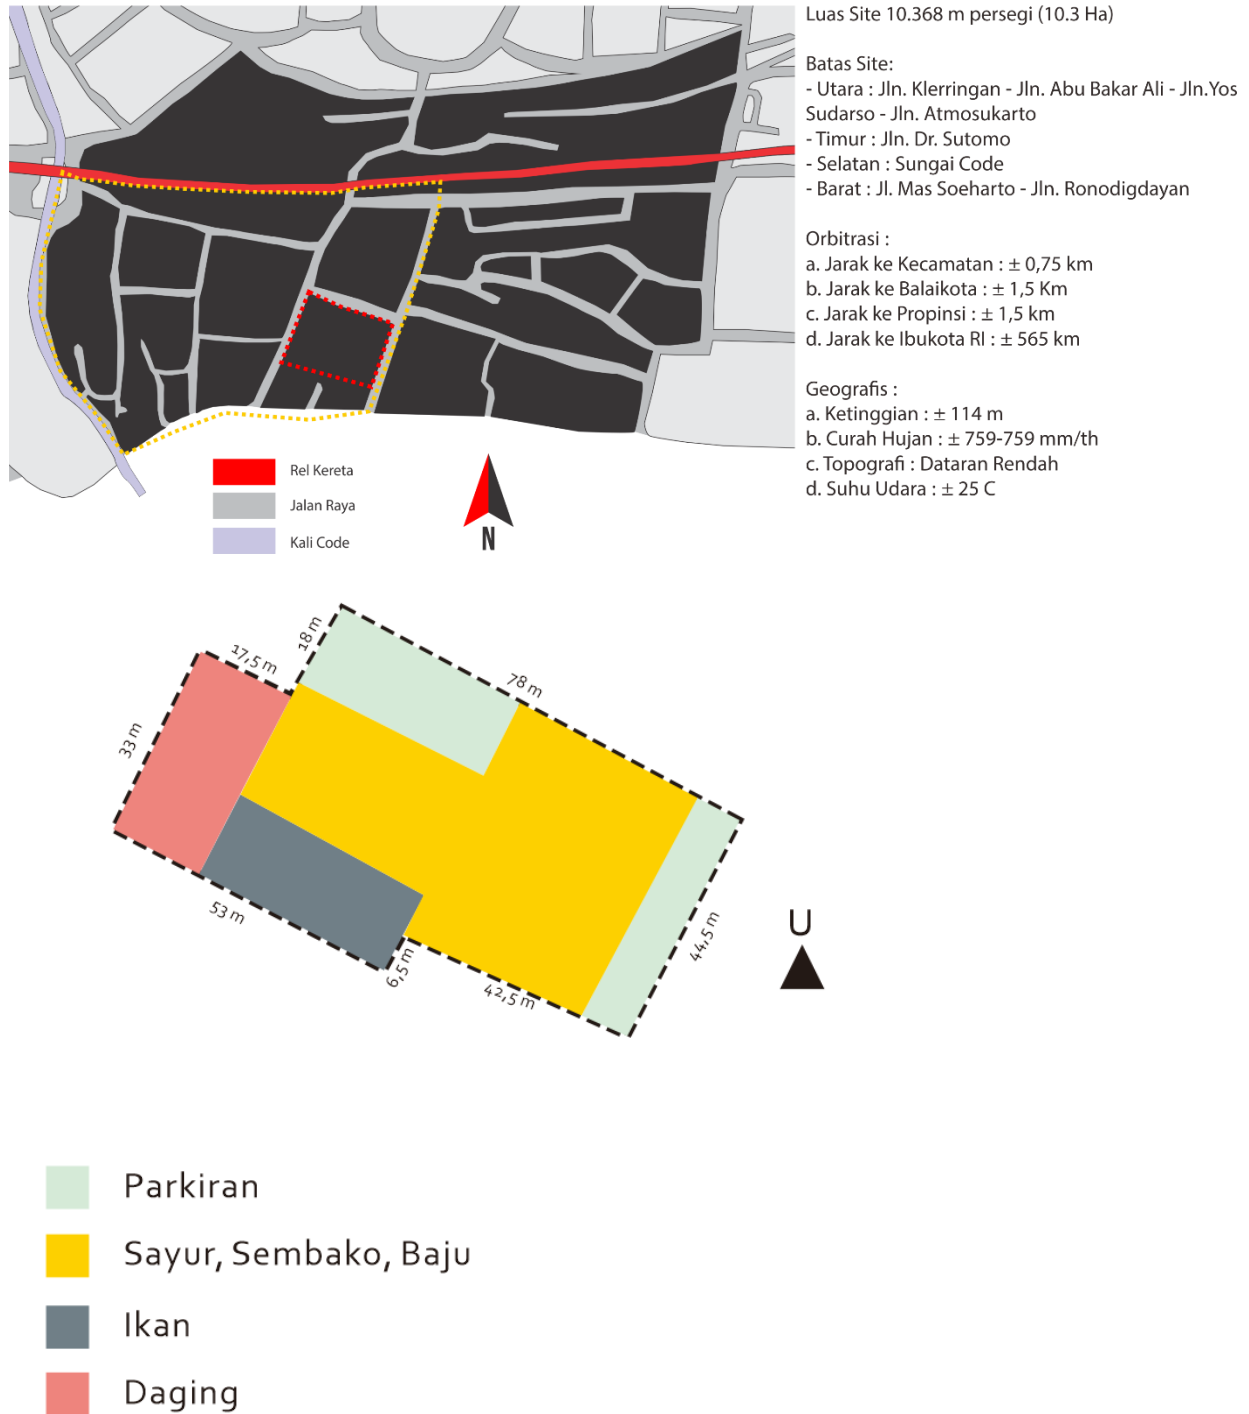 Luas Site 10.368 m persegi (10.3 Ha)
Batas Site:
- Utara : Jln. Klerringan - Jln. Abu Bakar Ali - Jln.Yos
Sudarso - Jln. Atmosukarto
- Timur : Jln. Dr. Sutomo
- Selatan : Sungai Code
- Barat : Jl. Mas Soeharto - Jln. Ronodigdayan
Orbitrasi :
a. Jarak ke Kecamatan : ± 0,75 km
b. Jarak ke Balaikota : ± 1,5 Km
c. Jarak ke Propinsi : ± 1,5 km
d. Jarak ke Ibukota RI : ± 565 km
Geografis :
a. Ketinggian : ± 114 m
b. Curah Hujan : ± 759-759 mm/th
c. Topografi : Dataran Rendah
d. Suhu Udara : ± 25 C
Rel Kereta
Jalan Raya
Kali Code
N
18 m
17,5 m
78 m
33 m
53 m
6,5 m
42,5 m
44,5 m
U
Parkiran
Sayur, Sembako, Baju
Ikan
Daging